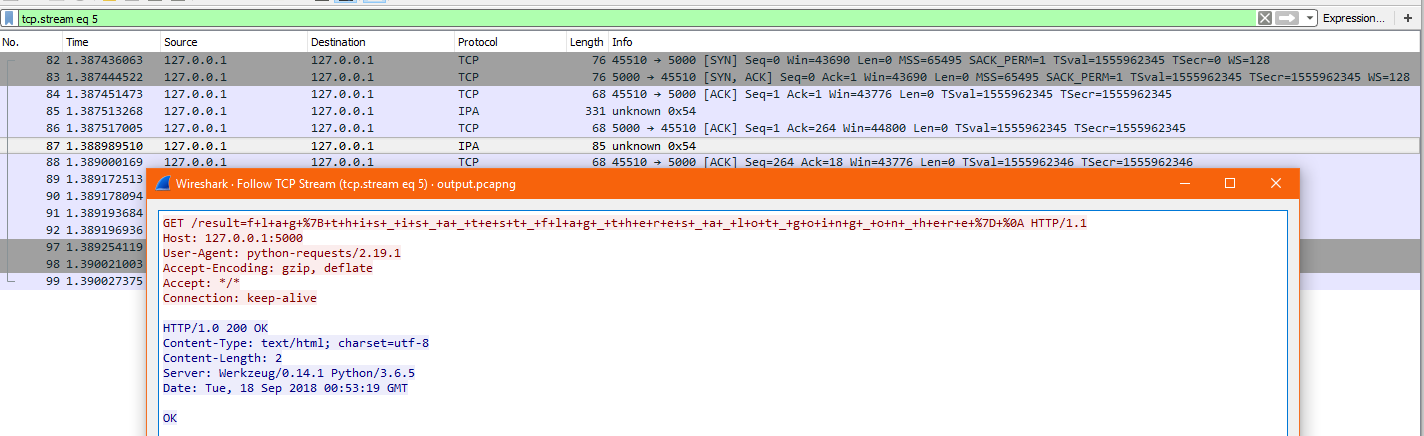 tcp.stream eq 5 Expression... +
No. Time Source Destination Protocol Length Info
82 1.387436063 127.0.0.1 127.0.0.1 TCP 76 45510 → 5000 [SYN] Seq=0 Win=43690 Len=0 MSS=65495 SACK_PERM=1 TSval=1555962345 TSecr=0 WS=128
83 1.387444522 127.0.0.1 127.0.0.1 TCP 76 5000 → 45510 [SYN, ACK] Seq=0 Ack=1 Win=43690 Len=0 MSS=65495 SACK_PERM=1 TSval=1555962345 TSecr=1555962345 WS=128
84 1.387451473 127.0.0.1 127.0.0.1 TCP 68 45510 → 5000 [ACK] Seq=1 Ack=1 Win=43776 Len=0 TSval=1555962345 TSecr=1555962345
85 1.387513268 127.0.0.1 127.0.0.1 IPA 331 unknown 0x54
86 1.387517005 127.0.0.1 127.0.0.1 TCP 68 5000 → 45510 [ACK] Seq=1 Ack=264 Win=44800 Len=0 TSval=1555962345 TSecr=1555962345
87 1.388989510 127.0.0.1 127.0.0.1 IPA 85 unknown 0x54
88 1.389000169 127.0.0.1 127.0.0.1 TCP 68 45510 → 5000 [ACK] Seq=264 Ack=18 Win=43776 Len=0 TSval=1555962346 TSecr=1555962346
89 1.389172513
90 1.389178094
91 1.389193684
92 1.389196936
97 1.389254119
98 1.390021003
99 1.390027375
Wireshark · Follow TCP Stream (tcp.stream eq 5) · output.pcapng
GET /result=f+l+a+g+%7B+t+h+i+s+_+i+s+_+a+_+t+e+s+t+_+f+l+a+g+_+t+h+e+r+e+s+_+a+_+l+o+t+_+g+o+i+n+g+_+o+n+_+h+e+r+e+%7D+%0A HTTP/1.1
Host: 127.0.0.1:5000
User-Agent: python-requests/2.19.1
Accept-Encoding: gzip, deflate
Accept: */*
Connection: keep-alive
HTTP/1.0 200 OK
Content-Type: text/html; charset=utf-8
Content-Length: 2
Server: Werkzeug/0.14.1 Python/3.6.5
Date: Tue, 18 Sep 2018 00:53:19 GMT
OK